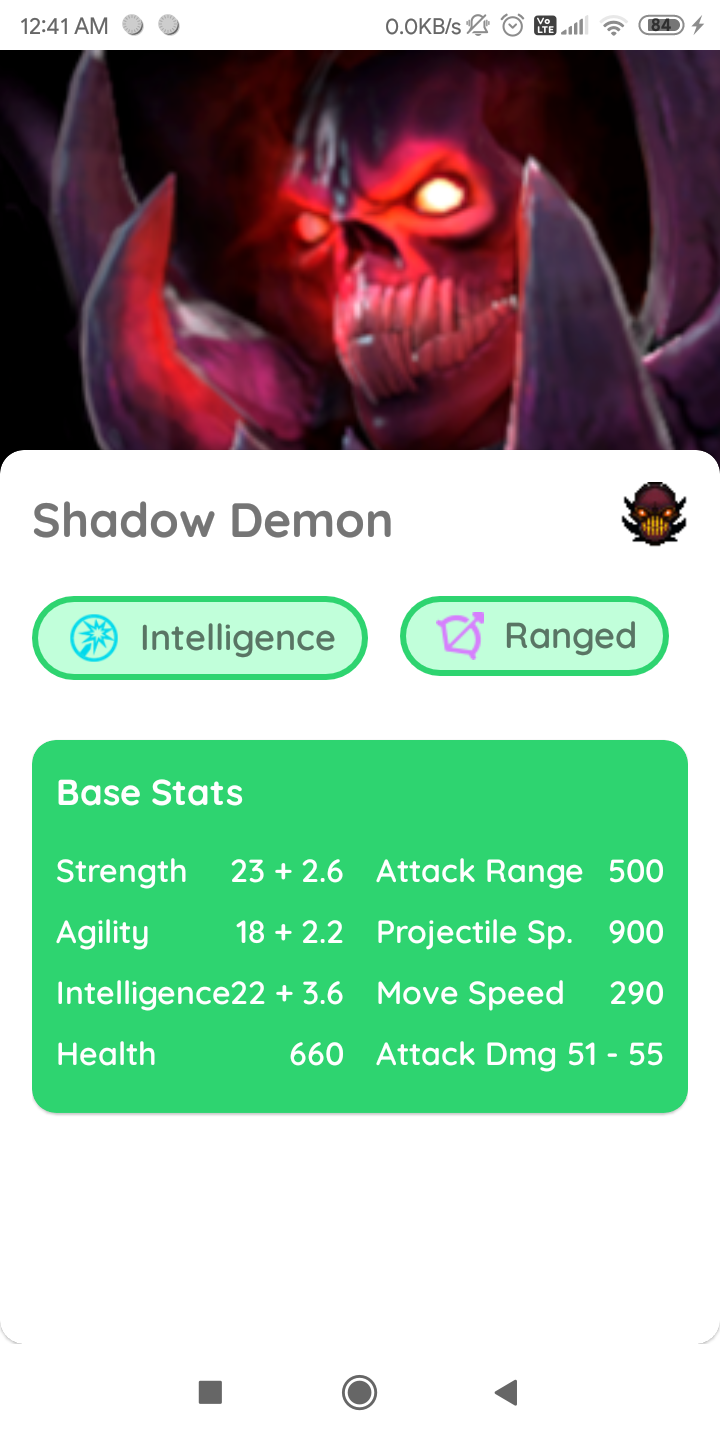 12:41 AM 0.0KB/s Vo LTE 84
Shadow Demon
Intelligence Ranged
Base Stats
Strength 23 + 2.6 Attack Range 500
Agility 18 + 2.2 Projectile Sp. 900
Intelligence22 + 3.6 Move Speed 290
Health 660 Attack Dmg 51 - 55